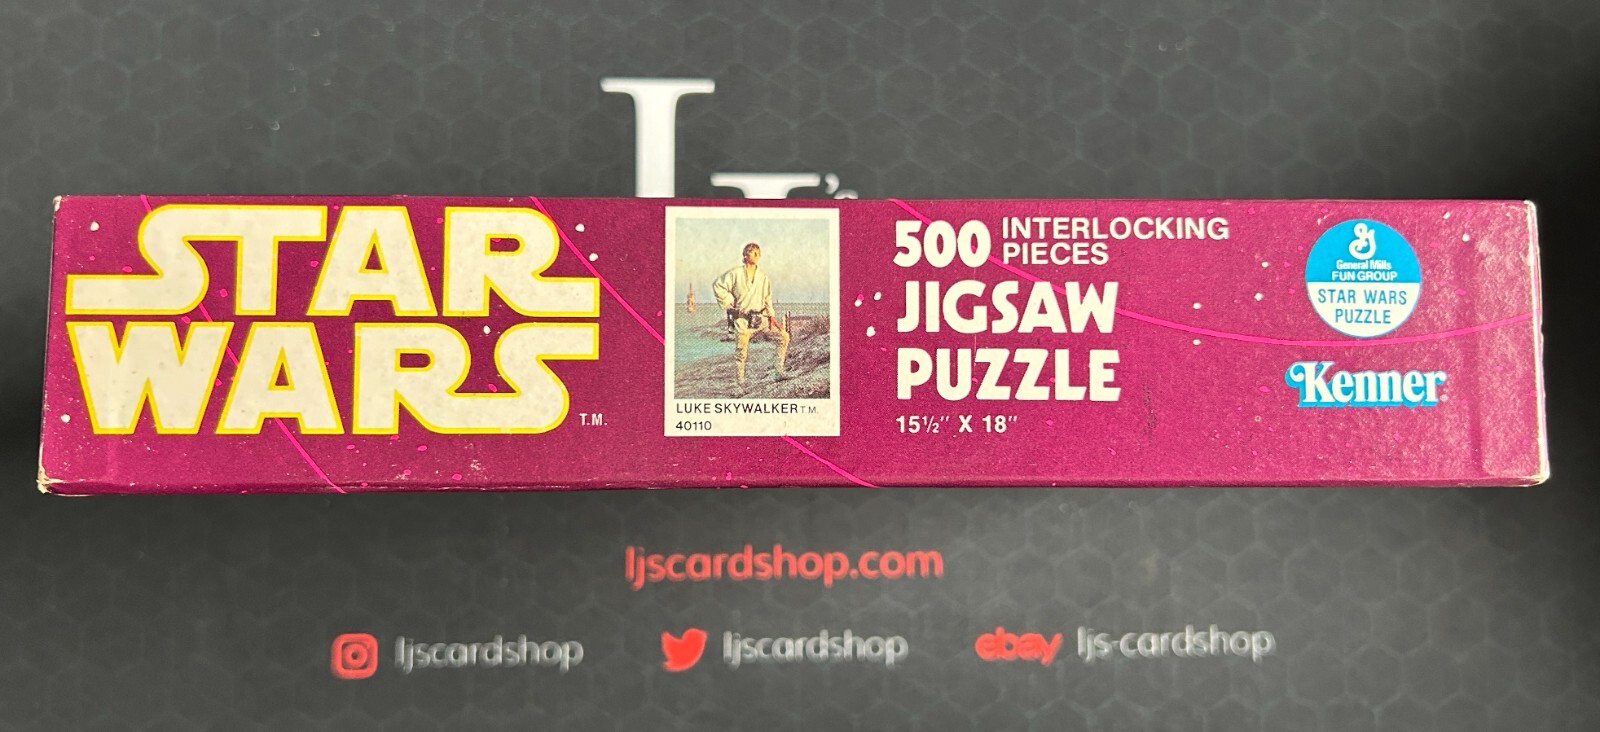 STAR
WARS T.M.
LUKE SKYWALKER T.M.
40110
500 INTERLOCKING
PIECES
JIGSAW
PUZZLE
15½" X 18"
General Mills
FUN GROUP
STAR WARS
PUZZLE
Kenner
ljscardshop.com
ljscardshop
ljscardshop
ebay ljs-cardshop